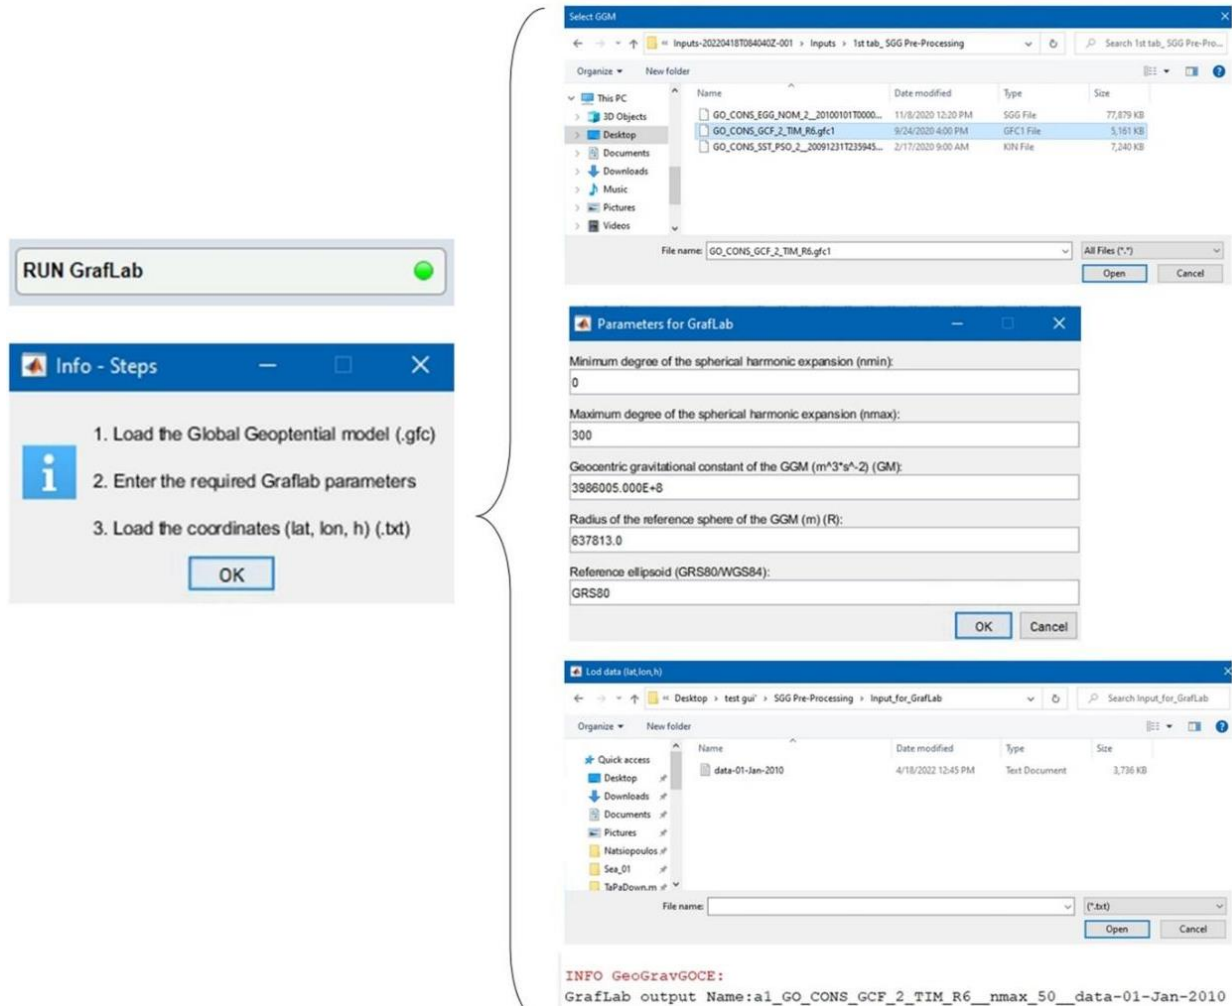 RUN GrafLab
Info - Steps
1. Load the Global Geoptential model (.gfc)
2. Enter the required Graflab parameters
3. Load the coordinates (lat, lon, h) (.txt)
OK
Select GGM
« Inputs-20220418T084040Z-001 › Inputs › 1st tab_ SGG Pre-Processing
Search 1st tab_ SGG Pre-Pro...
Organize New folder
This PC
3D Objects
Desktop
Documents
Downloads
Music
Pictures
Videos
Name Date modified Type Size
GO_CONS_EGG_NOM_2__20100101T0000... 11/8/2020 12:20 PM SGG File 77,879 KB
GO_CONS_GCF_2_TIM_R6.gfc1 9/24/2020 4:00 PM GFC1 File 5,161 KB
GO_CONS_SST_PSO_2__20091231T235945... 2/17/2020 9:00 AM KIN File 7,240 KB
File name: GO_CONS_GCF_2_TIM_R6.gfc1 All Files (*.*)
Open Cancel
Parameters for GrafLab
Minimum degree of the spherical harmonic expansion (nmin):
0
Maximum degree of the spherical harmonic expansion (nmax):
300
Geocentric gravitational constant of the GGM (m^3*s^-2) (GM):
3986005.000E+8
Radius of the reference sphere of the GGM (m) (R):
637813.0
Reference ellipsoid (GRS80/WGS84):
GRS80
OK Cancel
Lod data (lat,lon,h)
« Desktop › test gui' › SGG Pre-Processing › Input_for_GrafLab
Search Input_for_GrafLab
Organize New folder
Quick access
Desktop
Downloads
Documents
Pictures
Natsiopoulos
Sea_01
TaPaDown.m
Name Date modified Type Size
data-01-Jan-2010 4/18/2022 12:45 PM Text Document 3,736 KB
File name: (*.txt)
Open Cancel
INFO GeoGravGOCE:
GrafLab output Name:a1_GO_CONS_GCF_2_TIM_R6__nmax_50__data-01-Jan-2010